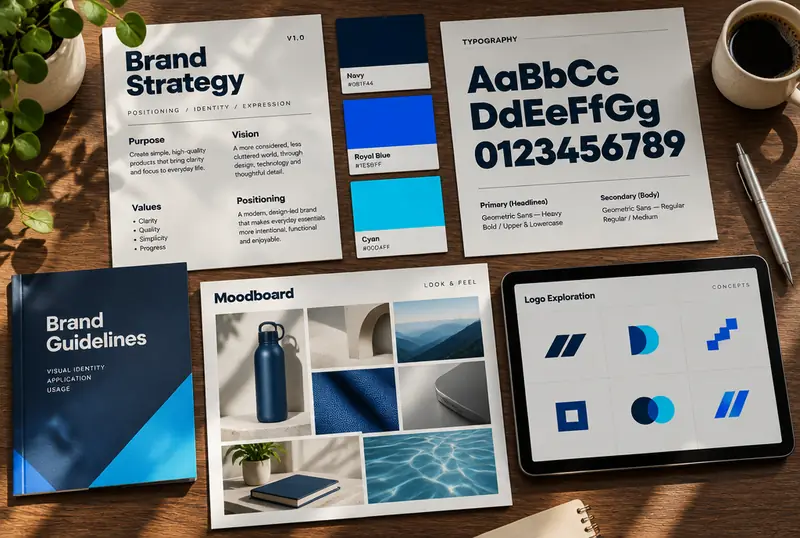 Brand
Strategy
V1.0
POSITIONING / IDENTITY / EXPRESSION
Purpose
Create simple, high-quality
products that bring clarity
and focus to everyday life.
Vision
A more considered, less
cluttered world, through
design, technology and
thoughtful detail.
Values
• Clarity
• Quality
• Simplicity
• Progress
Positioning
A modern, design-led brand
that makes everyday essentials
more intentional, functional
and enjoyable.
Navy
#0B1F44
Royal Blue
#1E56FF
Cyan
#00D4FF
TYPOGRAPHY
AaBbCc
DdEeFfGg
0123456789
Primary (Headlines)
Geometric Sans — Heavy
Bold / Upper & Lowercase
Secondary (Body)
Geometric Sans — Regular
Regular / Medium
Brand
Guidelines
VISUAL IDENTITY
APPLICATION
USAGE
Moodboard
LOOK & FEEL
Logo Exploration
CONCEPTS